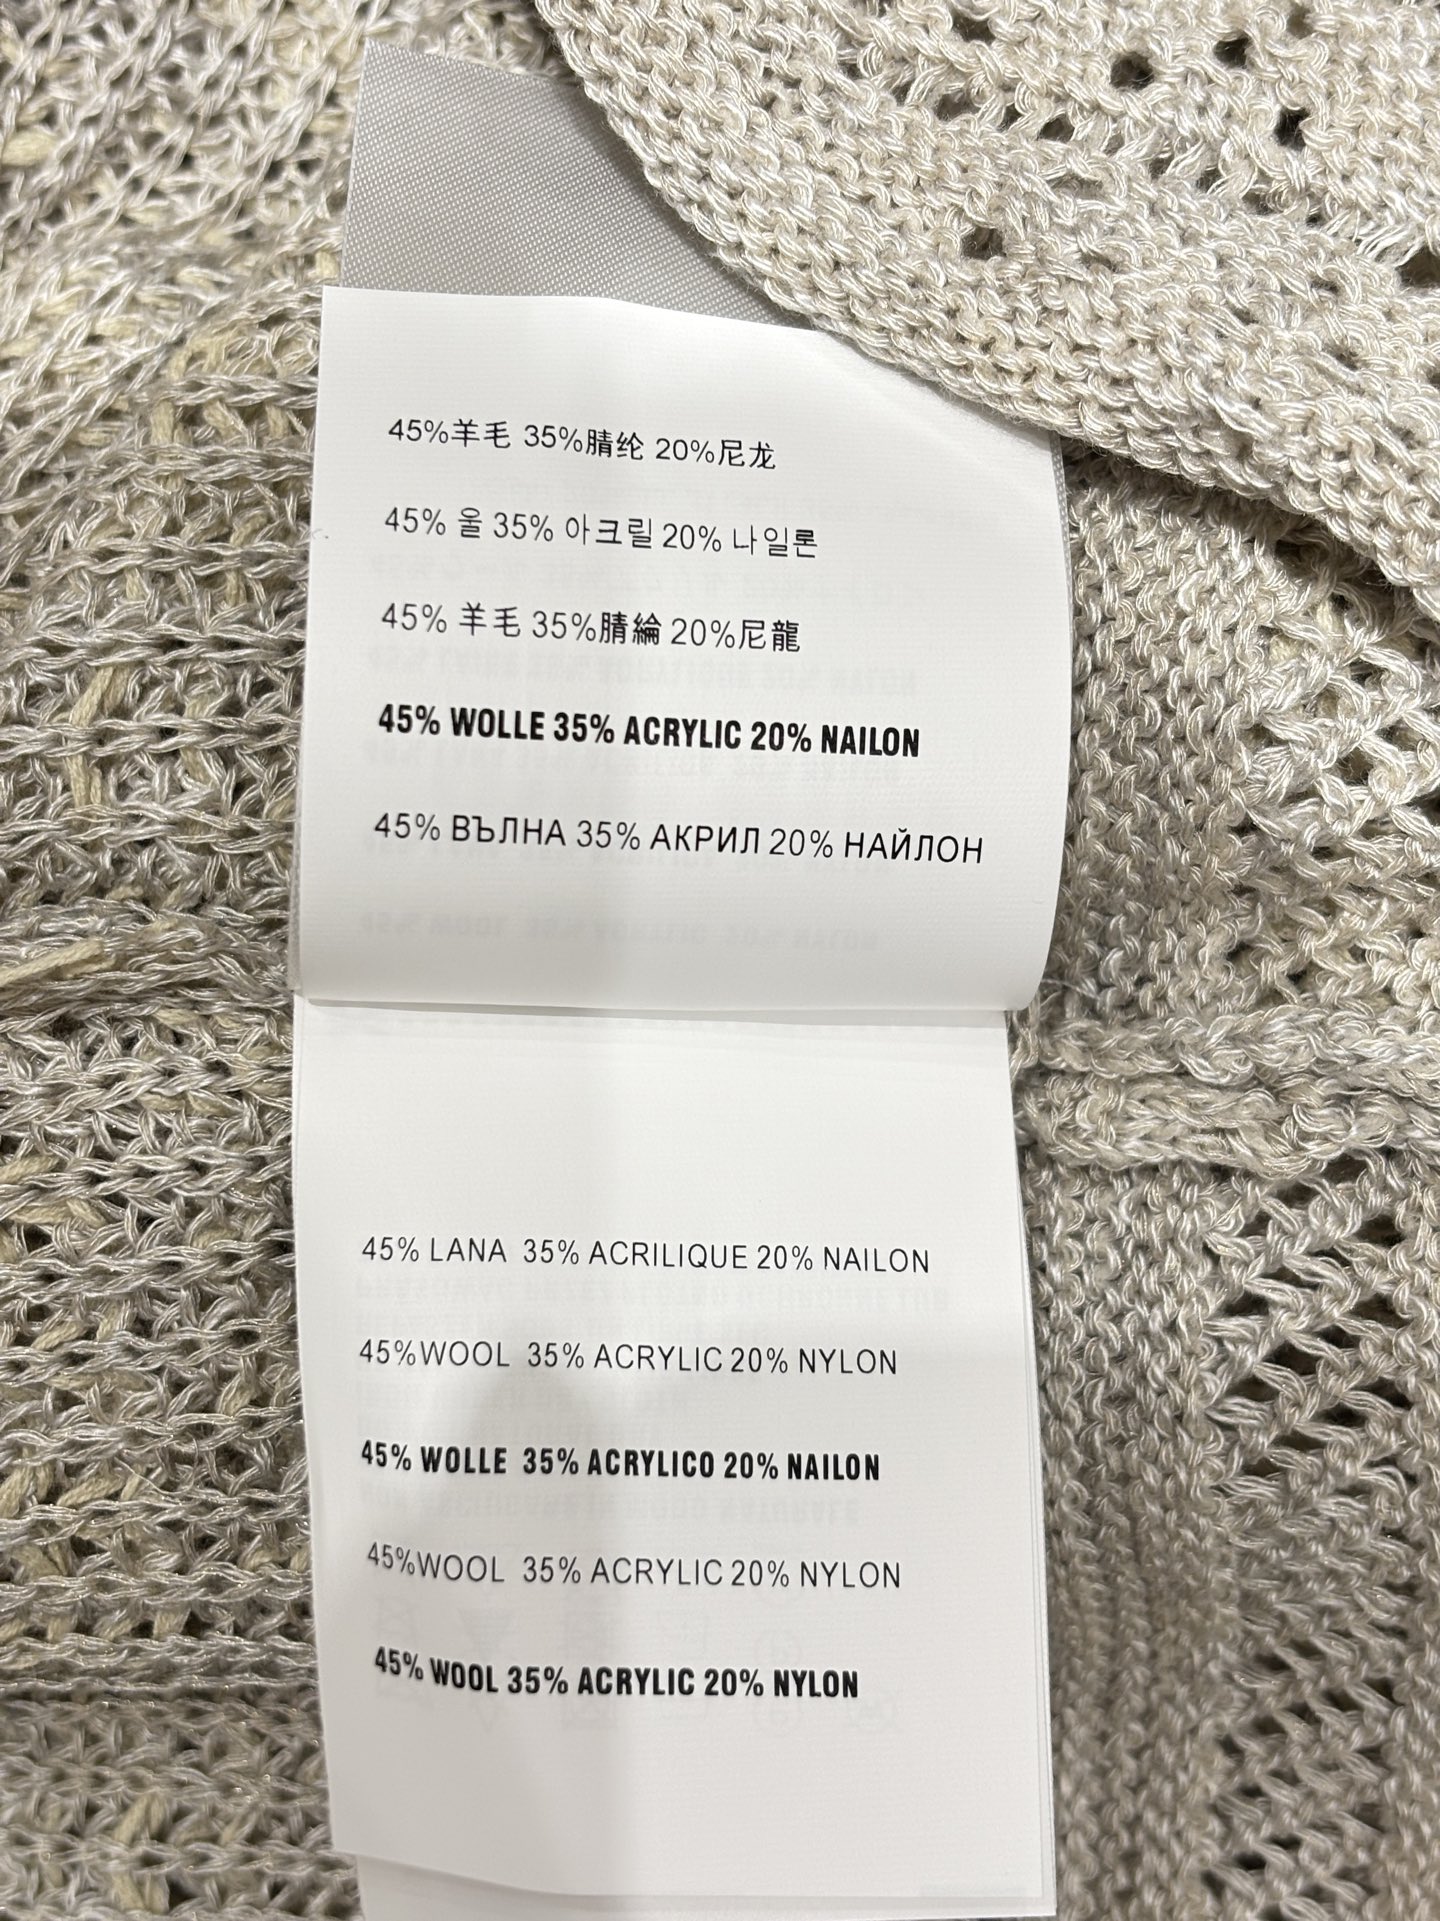 45%羊毛 35%腈纶 20%尼龙
45% 울 35% 아크릴 20% 나일론
45% 羊毛 35%腈綸 20%尼龍
45% WOLLE 35% ACRYLIC 20% NAILON
45% ВЪЛНА 35% АКРИЛ 20% НАЙЛОН
45% LANA 35% ACRILIQUE 20% NAILON
45%WOOL 35% ACRYLIC 20% NYLON
45% WOLLE 35% ACRYLICO 20% NAILON
45%WOOL 35% ACRYLIC 20% NYLON
45% WOOL 35% ACRYLIC 20% NYLON